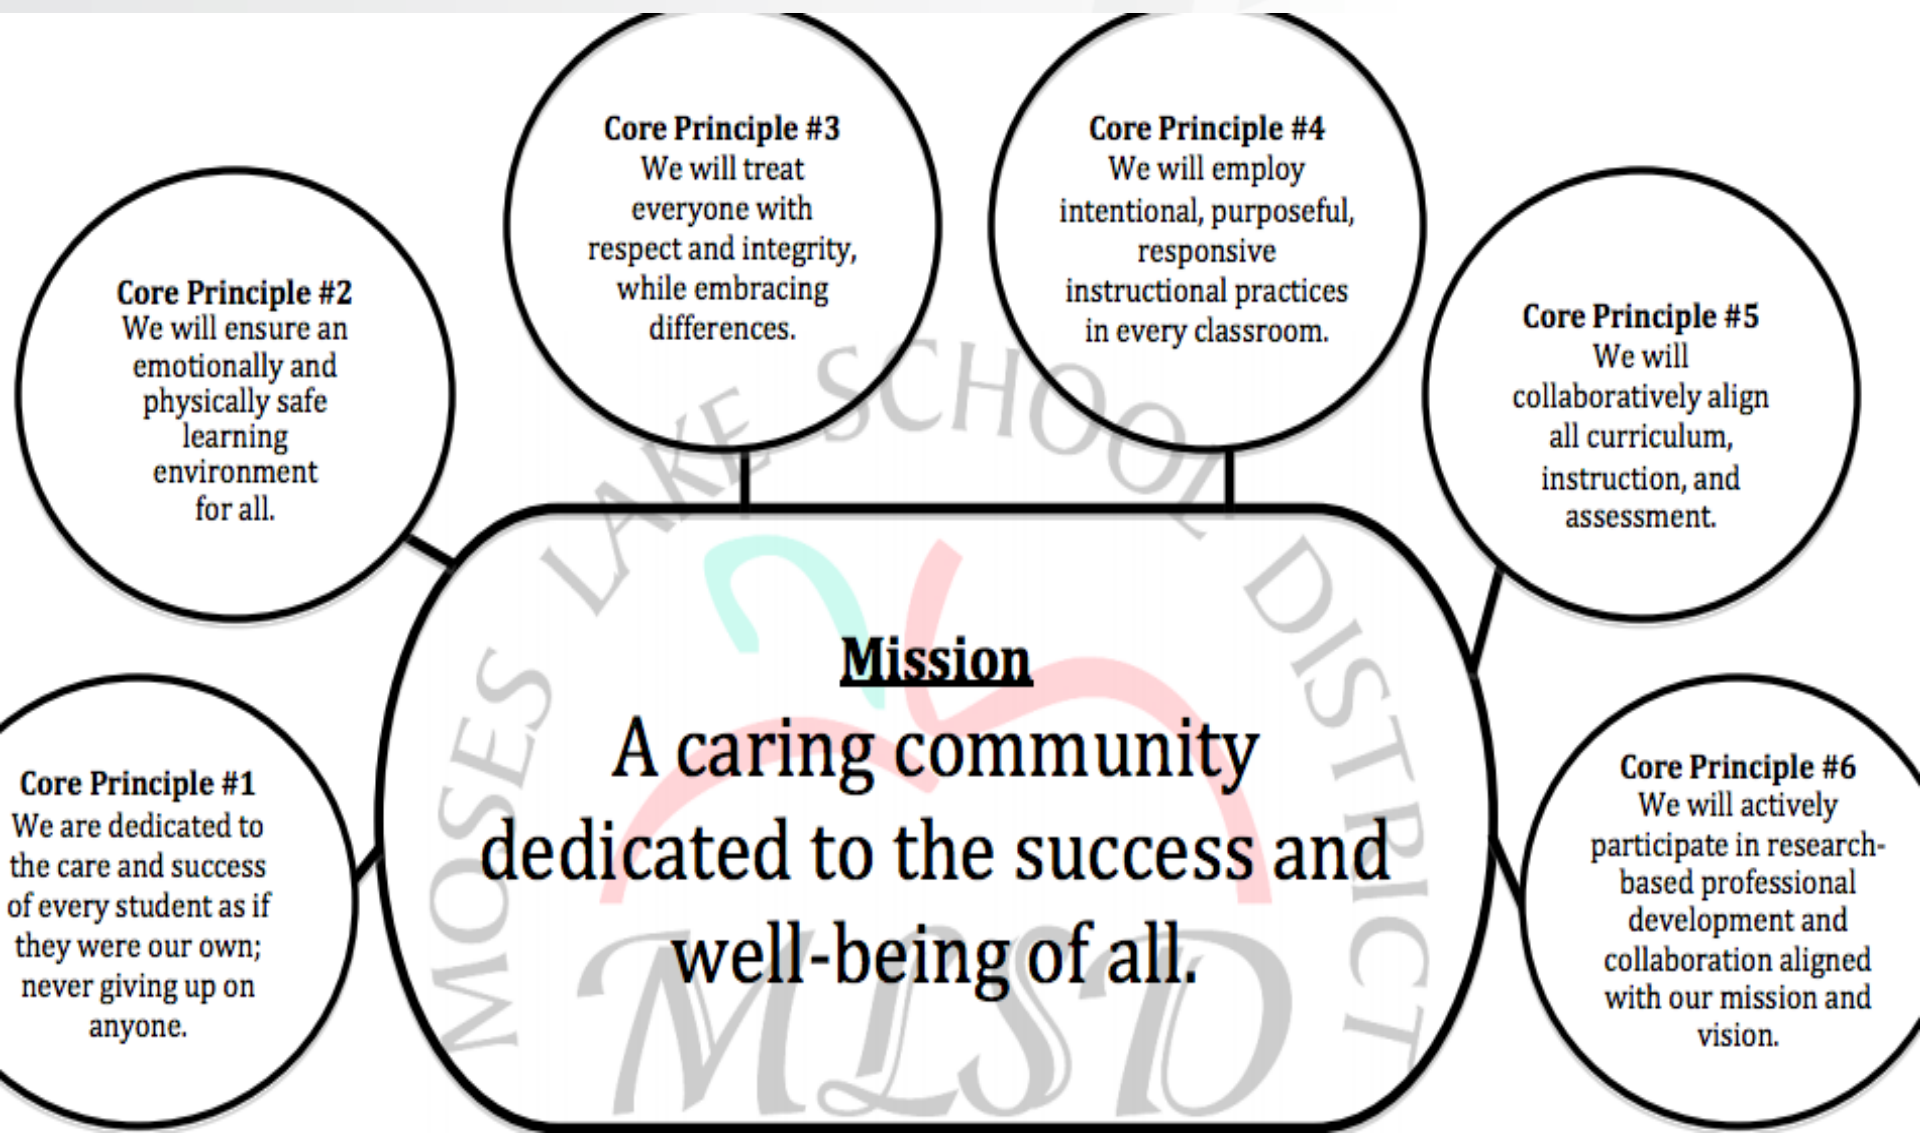 Core Principle #1
We are dedicated to
the care and success
of every student as if
they were our own;
never giving up on
anyone.
Core Principle #2
We will ensure an
emotionally and
physically safe
learning
environment
for all.
Core Principle #3
We will treat
everyone with
respect and integrity,
while embracing
differences.
Core Principle #4
We will employ
intentional, purposeful,
responsive
instructional practices
in every classroom.
Core Principle #5
We will
collaboratively align
all curriculum,
instruction, and
assessment.
Core Principle #6
We will actively
participate in research-
based professional
development and
collaboration aligned
with our mission and
vision.
Mission
A caring community
dedicated to the success and
well-being of all.
MOSES LAKE SCHOOL DISTRICT
MLSD